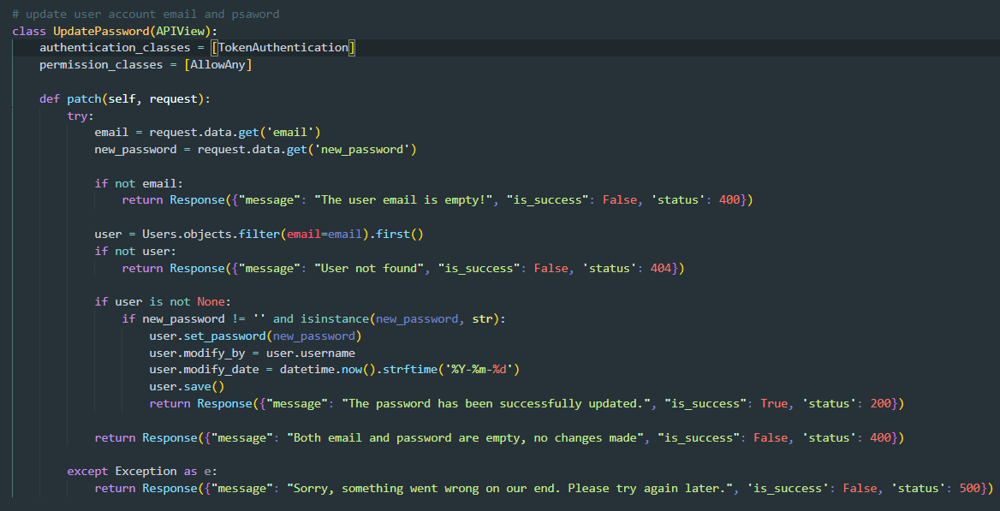 # update user account email and psaword
class UpdatePassword(APIView):
    authentication_classes = [TokenAuthentication]
    permission_classes = [AllowAny]
    def patch(self, request):
        try:
            email = request.data.get('email')
            new_password = request.data.get('new_password')
            if not email:
                return Response({"message": "The user email is empty!", "is_success": False, 'status': 400})
            user = Users.objects.filter(email=email).first()
            if not user:
                return Response({"message": "User not found", "is_success": False, 'status': 404})
            if user is not None:
                if new_password != '' and isinstance(new_password, str):
                    user.set_password(new_password)
                    user.modify_by = user.username
                    user.modify_date = datetime.now().strftime('%Y-%m-%d')
                    user.save()
                    return Response({"message": "The password has been successfully updated.", "is_success": True, 'status': 200})
            return Response({"message": "Both email and password are empty, no changes made", "is_success": False, 'status': 400})
        except Exception as e:
            return Response({"message": "Sorry, something went wrong on our end. Please try again later.", 'is_success': False, 'status': 500})